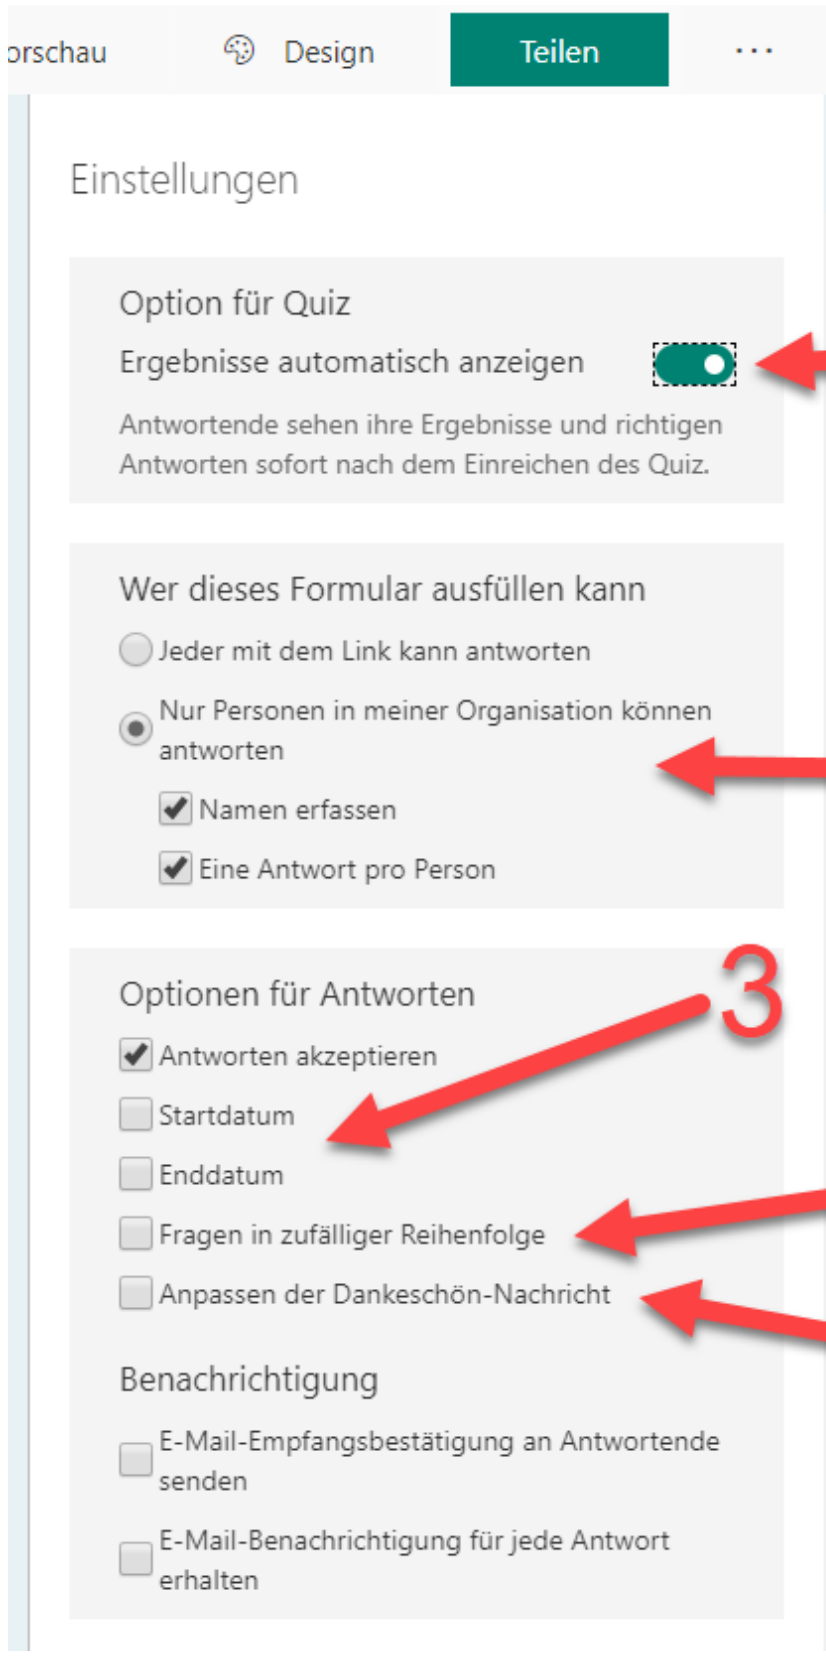 orschau Design Teilen ...
Einstellungen
Option für Quiz
Ergebnisse automatisch anzeigen
Antwortende sehen ihre Ergebnisse und richtigen
Antworten sofort nach dem Einreichen des Quiz.
Wer dieses Formular ausfüllen kann
Jeder mit dem Link kann antworten
Nur Personen in meiner Organisation können
antworten
Namen erfassen
Eine Antwort pro Person
3
Optionen für Antworten
Antworten akzeptieren
Startdatum
Enddatum
Fragen in zufälliger Reihenfolge
Anpassen der Dankeschön-Nachricht
Benachrichtigung
E-Mail-Empfangsbestätigung an Antwortende
senden
E-Mail-Benachrichtigung für jede Antwort
erhalten